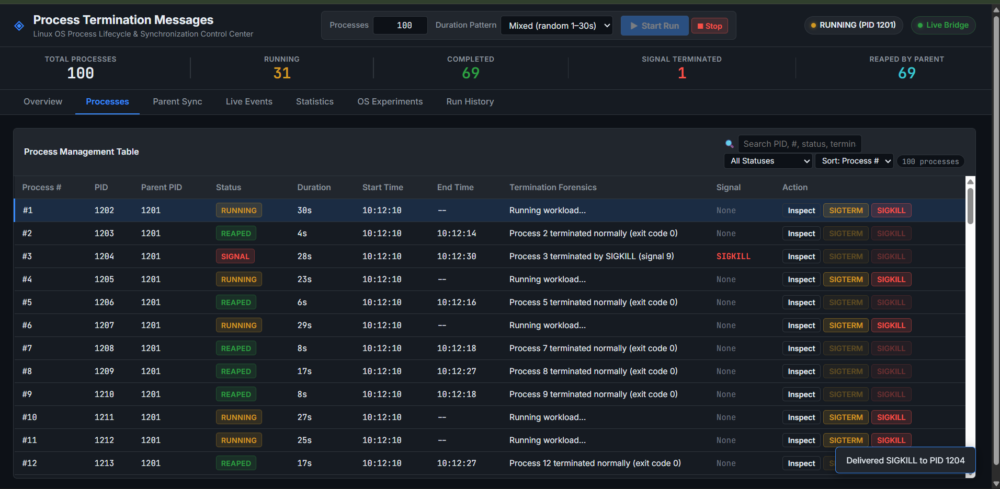 Process Termination Messages
Linux OS Process Lifecycle & Synchronization Control Center
Processes 100 Duration Pattern Mixed (random 1–30s) ▶ Start Run Stop
RUNNING (PID 1201) Live Bridge
TOTAL PROCESSES RUNNING COMPLETED SIGNAL TERMINATED REAPED BY PARENT
100 31 69 1 69
Overview Processes Parent Sync Live Events Statistics OS Experiments Run History
Process Management Table
Search PID, #, status, termin
All Statuses Sort: Process # 100 processes
Process # PID Parent PID Status Duration Start Time End Time Termination Forensics Signal Action
#1 1202 1201 RUNNING 30s 10:12:10 —— Running workload... None Inspect SIGTERM SIGKILL
#2 1203 1201 REAPED 4s 10:12:10 10:12:14 Process 2 terminated normally (exit code 0) None Inspect SIGTERM SIGKILL
#3 1204 1201 SIGNAL 28s 10:12:10 10:12:30 Process 3 terminated by SIGKILL (signal 9) SIGKILL Inspect SIGTERM SIGKILL
#4 1205 1201 RUNNING 23s 10:12:10 —— Running workload... None Inspect SIGTERM SIGKILL
#5 1206 1201 REAPED 6s 10:12:10 10:12:16 Process 5 terminated normally (exit code 0) None Inspect SIGTERM SIGKILL
#6 1207 1201 RUNNING 29s 10:12:10 —— Running workload... None Inspect SIGTERM SIGKILL
#7 1208 1201 REAPED 8s 10:12:10 10:12:18 Process 7 terminated normally (exit code 0) None Inspect SIGTERM SIGKILL
#8 1209 1201 REAPED 17s 10:12:10 10:12:27 Process 8 terminated normally (exit code 0) None Inspect SIGTERM SIGKILL
#9 1210 1201 REAPED 8s 10:12:10 10:12:18 Process 9 terminated normally (exit code 0) None Inspect SIGTERM SIGKILL
#10 1211 1201 RUNNING 27s 10:12:10 —— Running workload... None Inspect SIGTERM SIGKILL
#11 1212 1201 RUNNING 25s 10:12:10 —— Running workload... None Inspect SIGTERM SIGKILL
#12 1213 1201 REAPED 17s 10:12:10 10:12:27 Process 12 terminated normally (exit code 0) None Inspect
Delivered SIGKILL to PID 1204